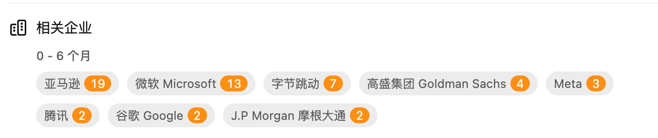 相关企业
0 - 6 个月
亚马逊 19 微软 Microsoft 13 字节跳动 7 高盛集团 Goldman Sachs 4 Meta 3
腾讯 2 谷歌 Google 2 J.P Morgan 摩根大通 2